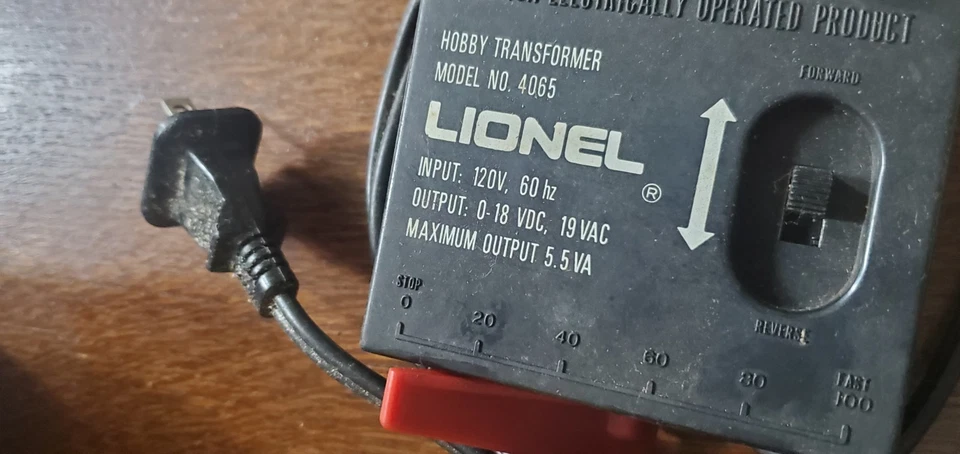 ELECTRICALLY OPERATED PRODUCT
HOBBY TRANSFORMER
MODEL NO. 4065
LIONEL
®
INPUT: 120V, 60 hz
OUTPUT: 0-18 VDC, 19 VAC
MAXIMUM OUTPUT 5.5 VA
FORWARD
REVERSE
STOP
0 20 40 60 80 100
FAST